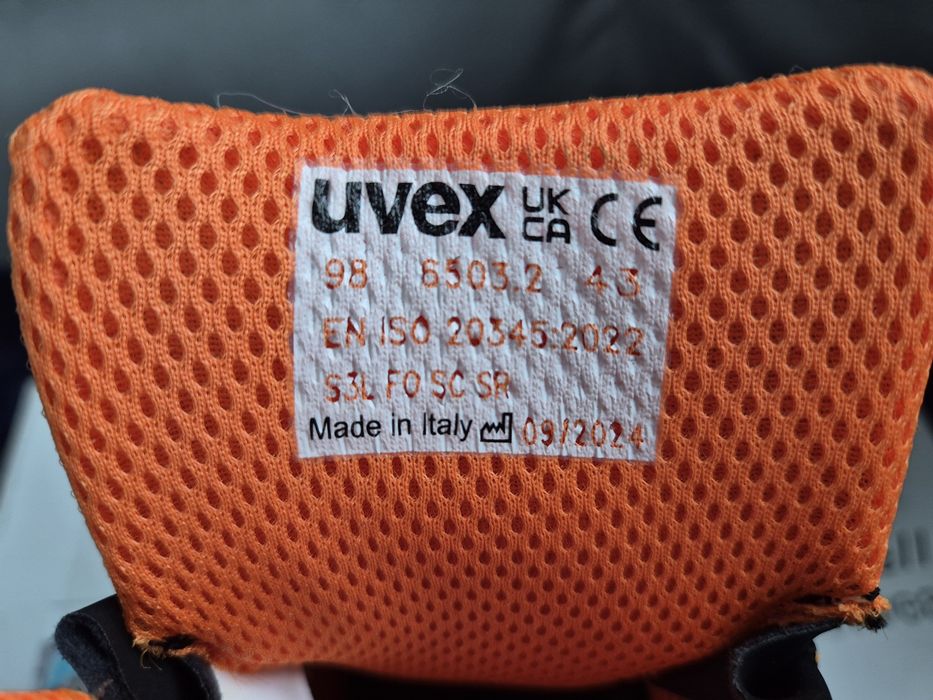 uvex UK CA CE
98 6503.2 43
EN ISO 20345:2022
S3L FO SC SR
Made in Italy 09/2024